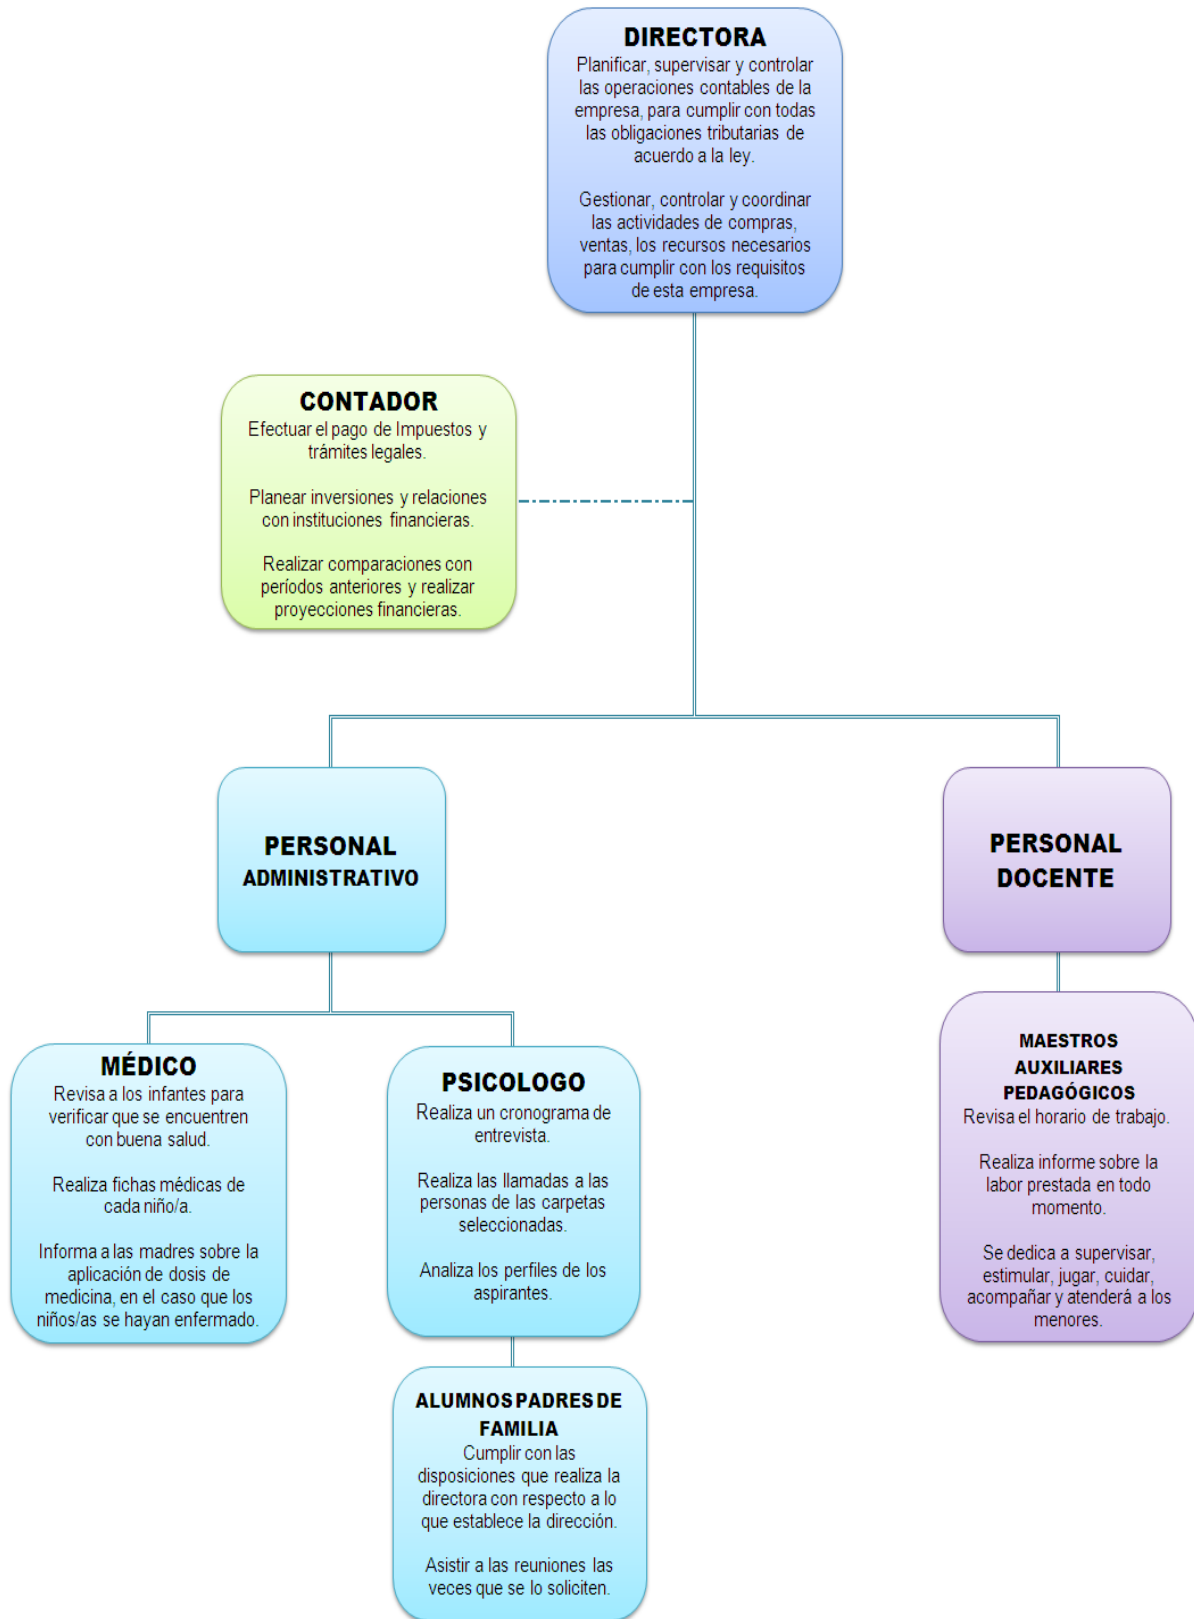 DIRECTORA
Planificar, supervisar y controlar
las operaciones contables de la
empresa, para cumplir con todas
las obligaciones tributarias de
acuerdo a la ley.
Gestionar, controlar y coordinar
las actividades de compras,
ventas, los recursos necesarios
para cumplir con los requisitos
de esta empresa.
CONTADOR
Efectuar el pago de Impuestos y
trámites legales.
Planear inversiones y relaciones
con instituciones financieras.
Realizar comparaciones con
períodos anteriores y realizar
proyecciones financieras.
PERSONAL
ADMINISTRATIVO
PERSONAL
DOCENTE
MÉDICO
Revisa a los infantes para
verificar que se encuentren
con buena salud.
Realiza fichas médicas de
cada niño/a.
Informa a las madres sobre la
aplicación de dosis de
medicina, en el caso que los
niños/as se hayan enfermado.
PSICOLOGO
Realiza un cronograma de
entrevista.
Realiza las llamadas a las
personas de las carpetas
seleccionadas.
Analiza los perfiles de los
aspirantes.
MAESTROS
AUXILIARES
PEDAGÓGICOS
Revisa el horario de trabajo.
Realiza informe sobre la
labor prestada en todo
momento.
Se dedica a supervisar,
estimular, jugar, cuidar,
acompañar y atenderá a los
menores.
ALUMNOS PADRES DE
FAMILIA
Cumplir con las
disposiciones que realiza la
directora con respecto a lo
que establece la dirección.
Asistir a las reuniones las
veces que se lo soliciten.